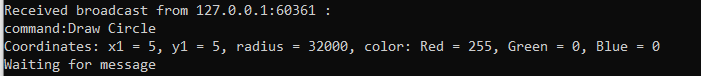 Received broadcast from 127.0.0.1:60361 :
command:Draw Circle
Coordinates: x1 = 5, y1 = 5, radius = 32000, color: Red = 255, Green = 0, Blue = 0
Waiting for message